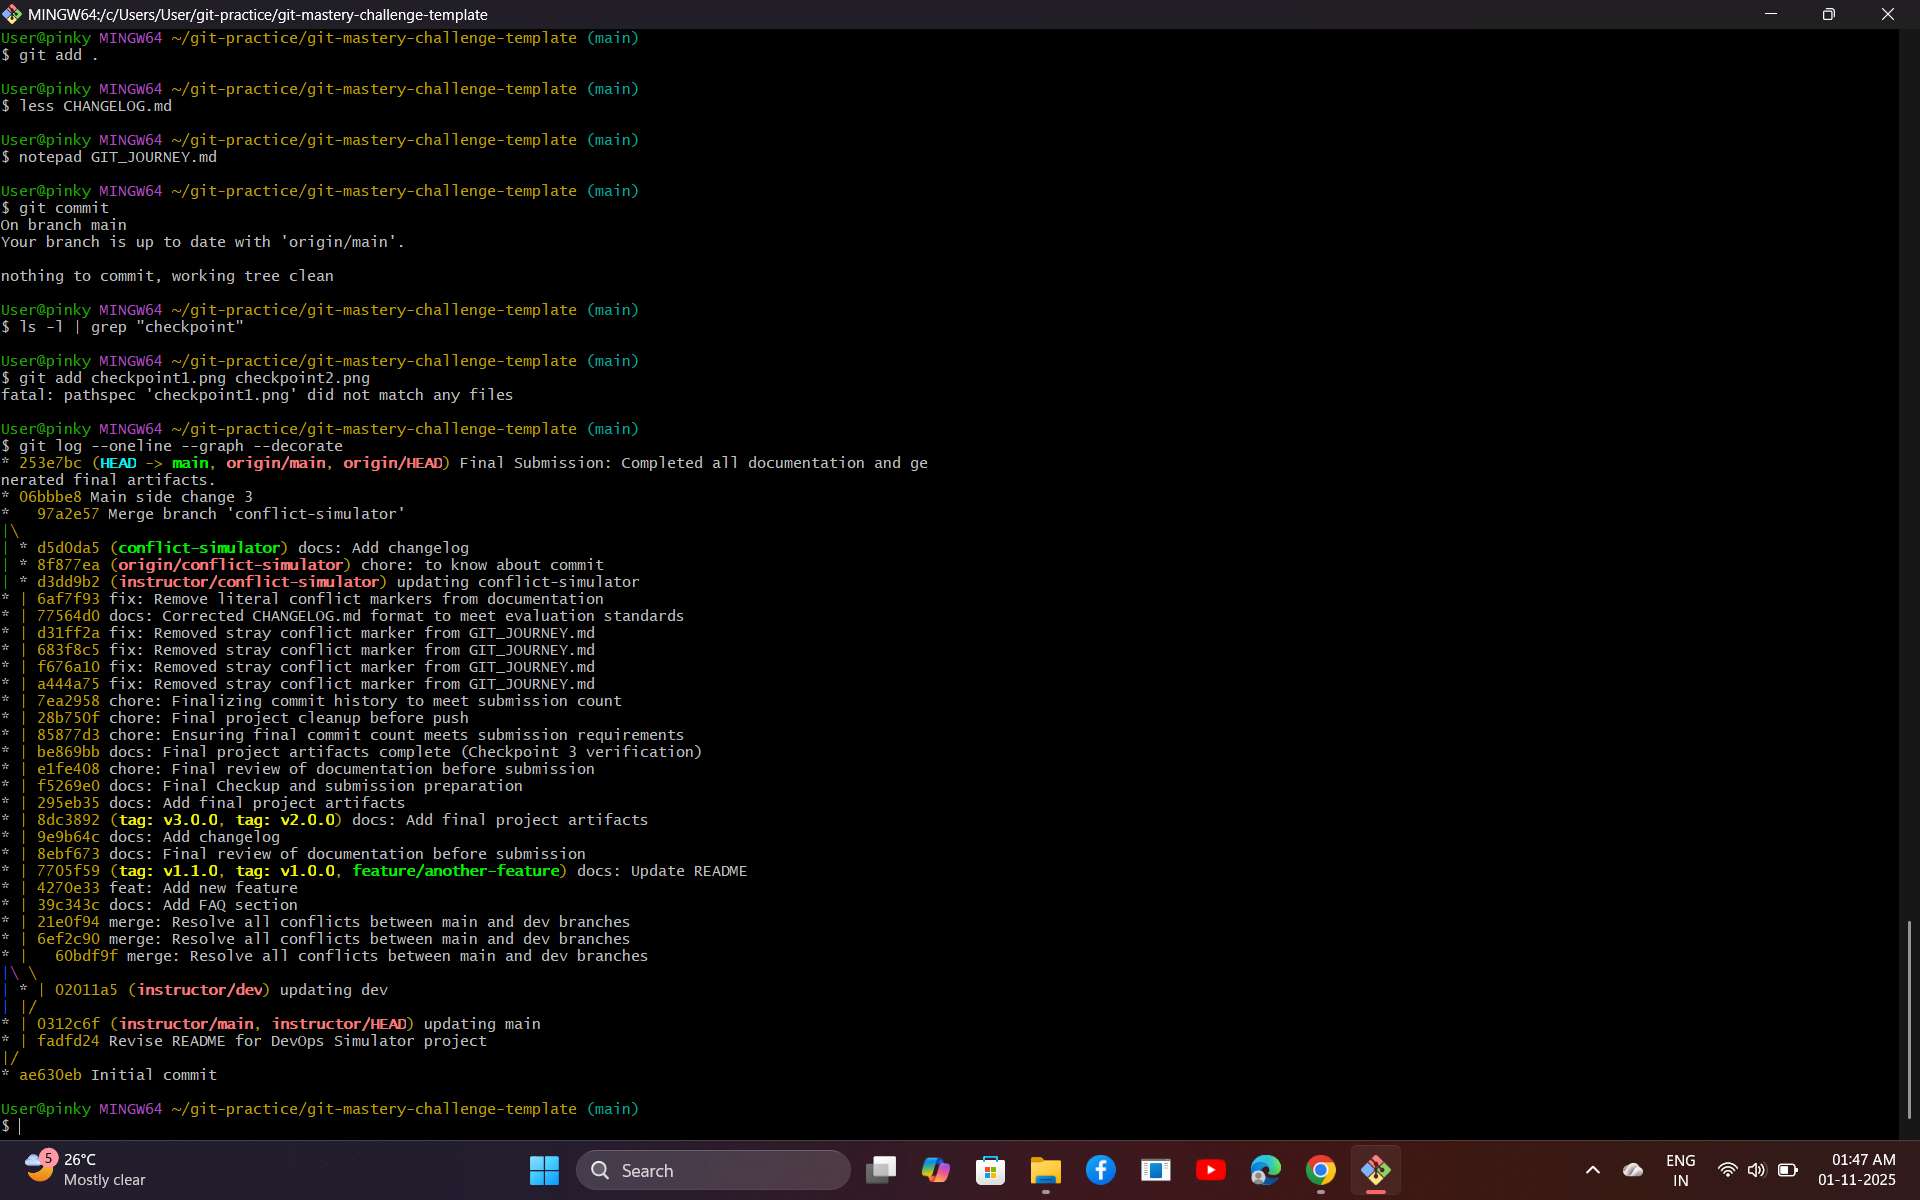 MINGW64:/c/Users/User/git-practice/git-mastery-challenge-template
User@pinky MINGW64 ~/git-practice/git-mastery-challenge-template (main)
$ git add .
User@pinky MINGW64 ~/git-practice/git-mastery-challenge-template (main)
$ less CHANGELOG.md
User@pinky MINGW64 ~/git-practice/git-mastery-challenge-template (main)
$ notepad GIT_JOURNEY.md
User@pinky MINGW64 ~/git-practice/git-mastery-challenge-template (main)
$ git commit
On branch main
Your branch is up to date with 'origin/main'.
nothing to commit, working tree clean
User@pinky MINGW64 ~/git-practice/git-mastery-challenge-template (main)
$ ls -l | grep "checkpoint"
User@pinky MINGW64 ~/git-practice/git-mastery-challenge-template (main)
$ git add checkpoint1.png checkpoint2.png
fatal: pathspec 'checkpoint1.png' did not match any files
User@pinky MINGW64 ~/git-practice/git-mastery-challenge-template (main)
$ git log --oneline --graph --decorate
* 253e7bc (HEAD -> main, origin/main, origin/HEAD) Final Submission: Completed all documentation and ge
nerated final artifacts.
* 06bbbe8 Main side change 3
*   97a2e57 Merge branch 'conflict-simulator'
|\
| * d5d0da5 (conflict-simulator) docs: Add changelog
| * 8f877ea (origin/conflict-simulator) chore: to know about commit
| * d3dd9b2 (instructor/conflict-simulator) updating conflict-simulator
* | 6af7f93 fix: Remove literal conflict markers from documentation
* | 77564d0 docs: Corrected CHANGELOG.md format to meet evaluation standards
* | d31ff2a fix: Removed stray conflict marker from GIT_JOURNEY.md
* | 683f8c5 fix: Removed stray conflict marker from GIT_JOURNEY.md
* | f676a10 fix: Removed stray conflict marker from GIT_JOURNEY.md
* | a444a75 fix: Removed stray conflict marker from GIT_JOURNEY.md
* | 7ea2958 chore: Finalizing commit history to meet submission count
* | 28b750f chore: Final project cleanup before push
* | 85877d3 chore: Ensuring final commit count meets submission requirements
* | be869bb docs: Final project artifacts complete (Checkpoint 3 verification)
* | e1fe408 chore: Final review of documentation before submission
* | f5269e0 docs: Final Checkup and submission preparation
* | 295eb35 docs: Add final project artifacts
* | 8dc3892 (tag: v3.0.0, tag: v2.0.0) docs: Add final project artifacts
* | 9e9b64c docs: Add changelog
* | 8ebf673 docs: Final review of documentation before submission
* | 7705f59 (tag: v1.1.0, tag: v1.0.0, feature/another-feature) docs: Update README
* | 4270e33 feat: Add new feature
* | 39c343c docs: Add FAQ section
* | 21e0f94 merge: Resolve all conflicts between main and dev branches
* | 6ef2c90 merge: Resolve all conflicts between main and dev branches
* |   60bdf9f merge: Resolve all conflicts between main and dev branches
|\ \
| * | 02011a5 (instructor/dev) updating dev
| |/
* | 0312c6f (instructor/main, instructor/HEAD) updating main
* | fadfd24 Revise README for DevOps Simulator project
|/
* ae630eb Initial commit
User@pinky MINGW64 ~/git-practice/git-mastery-challenge-template (main)
$
5
26°C
Mostly clear
Search
ENG
IN
01:47 AM
01-11-2025